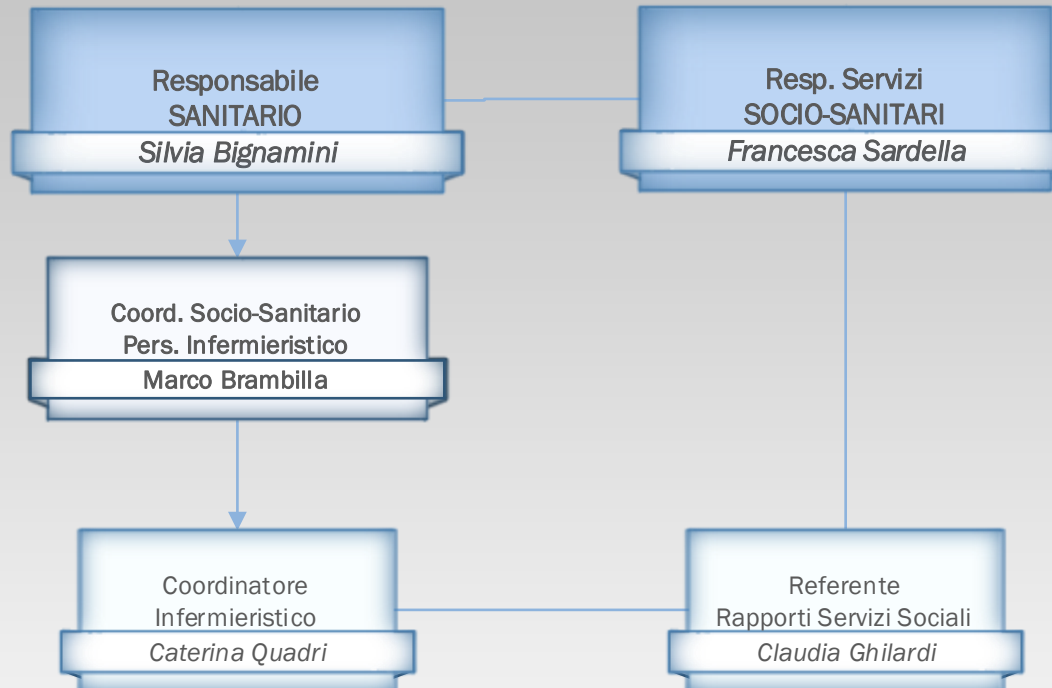 Responsabile
SANITARIO
Silvia Bignamini
Resp. Servizi
SOCIO-SANITARI
Francesca Sardella
Coord. Socio-Sanitario
Pers. Infermieristico
Marco Brambilla
Coordinatore
Infermieristico
Caterina Quadri
Referente
Rapporti Servizi Sociali
Claudia Ghilardi